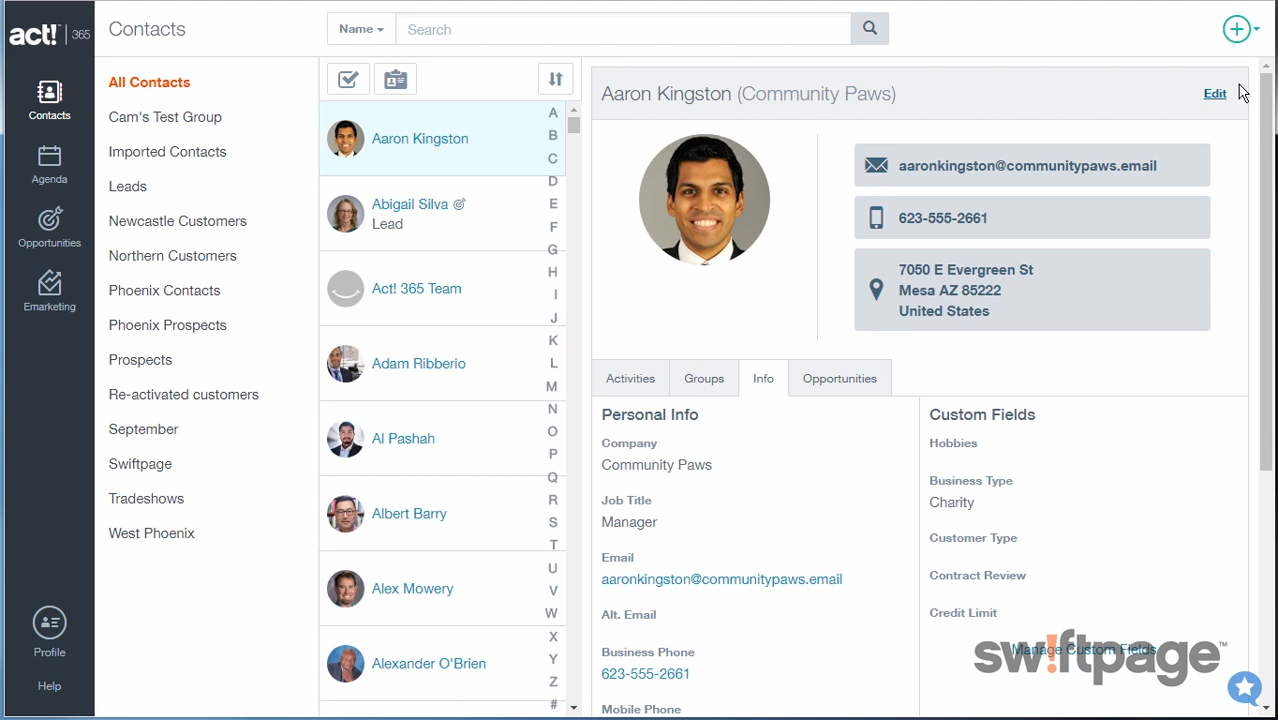 act! 365
Contacts
Name
Search
Contacts
Agenda
Opportunities
Emarketing
Profile
Help
All Contacts
Cam's Test Group
Imported Contacts
Leads
Newcastle Customers
Northern Customers
Phoenix Contacts
Phoenix Prospects
Prospects
Re-activated customers
September
Swiftpage
Tradeshows
West Phoenix
Aaron Kingston
Abigail Silva
Lead
Act! 365 Team
Adam Ribberio
Al Pashah
Albert Barry
Alex Mowery
Alexander O'Brien
A
B
C
D
E
F
G
H
I
J
K
L
M
N
O
P
Q
R
S
T
U
V
W
X
Y
Z
#
Aaron Kingston (Community Paws)
Edit
aaronkingston@communitypaws.email
623-555-2661
7050 E Evergreen St
Mesa AZ 85222
United States
Activities
Groups
Info
Opportunities
Personal Info
Company
Community Paws
Job Title
Manager
Email
aaronkingston@communitypaws.email
Alt. Email
Business Phone
623-555-2661
Mobile Phone
Custom Fields
Hobbies
Business Type
Charity
Customer Type
Contract Review
Credit Limit
Manage Custom Fields
sw!ftpage